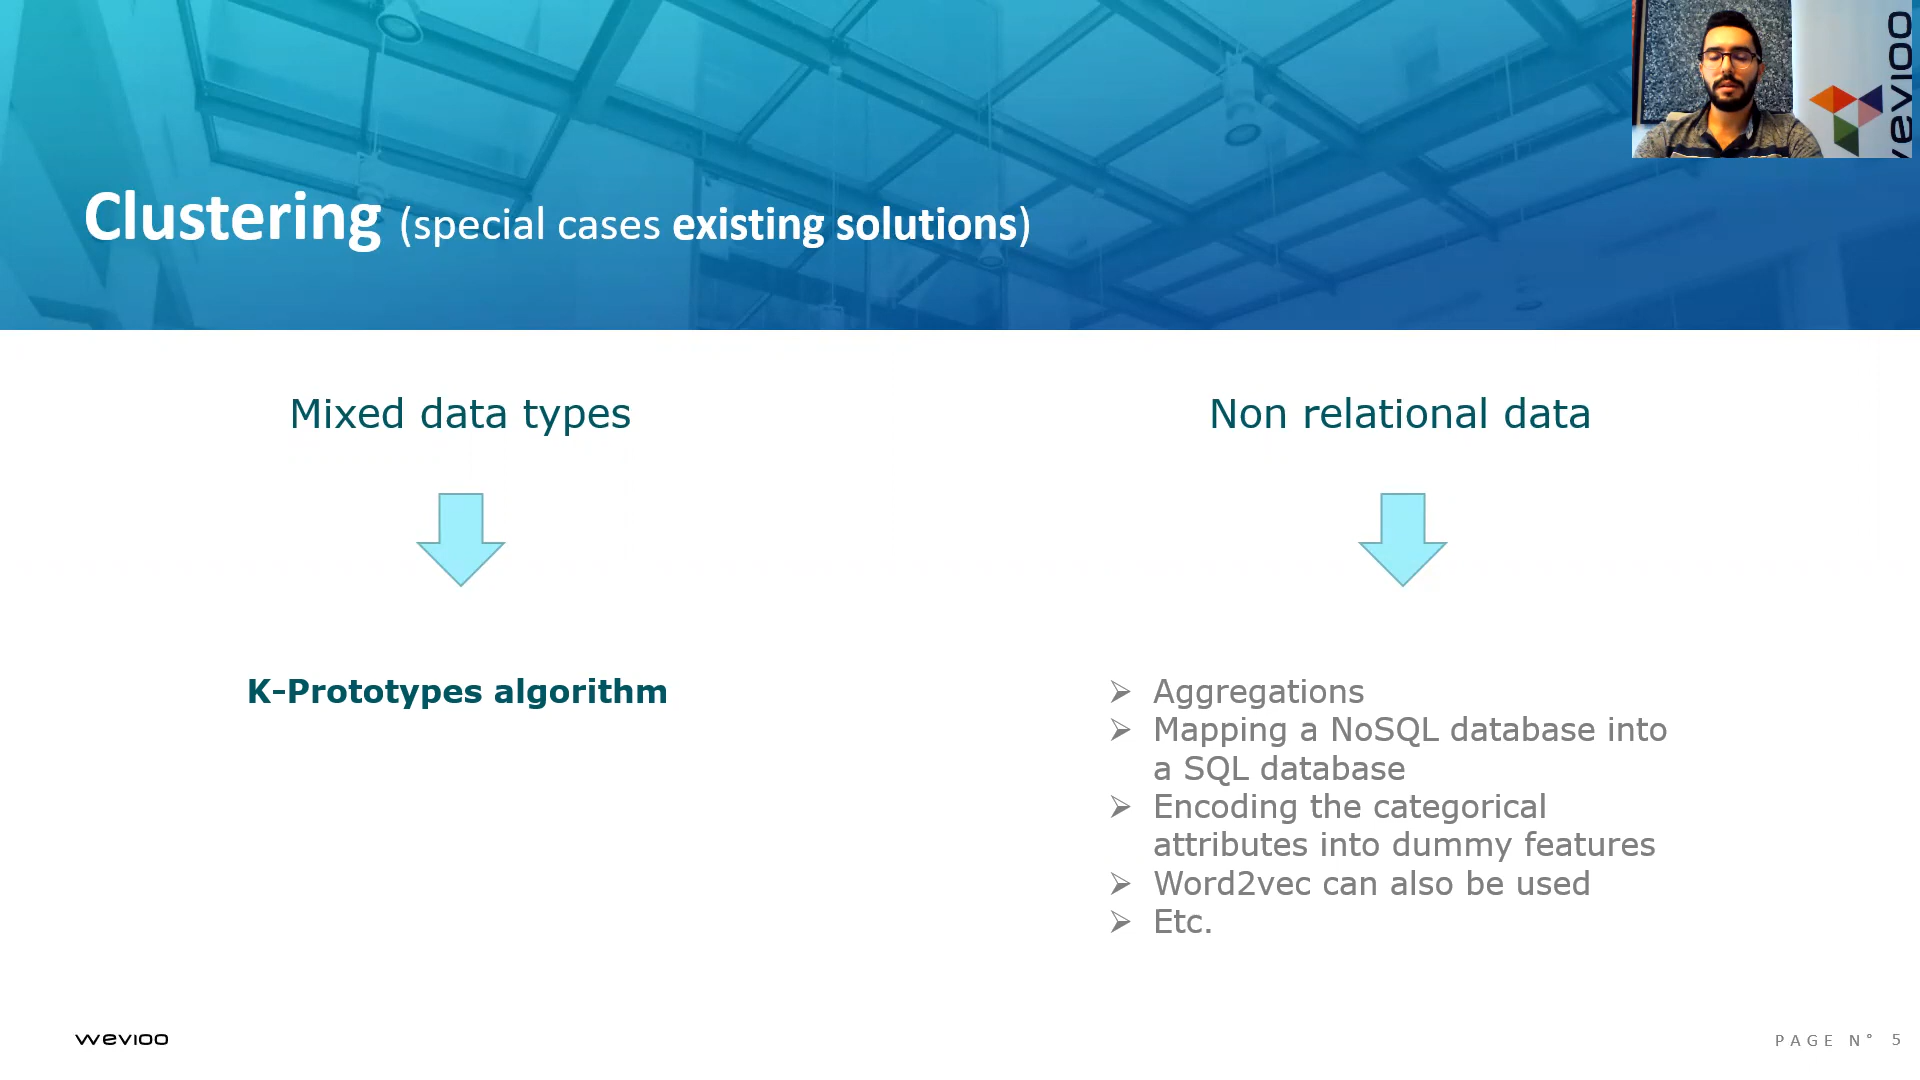 wevioo
Clustering (special cases existing solutions)
Mixed data types
Non relational data
K-Prototypes algorithm
➢ Aggregations
➢ Mapping a NoSQL database into
a SQL database
➢ Encoding the categorical
attributes into dummy features
➢ Word2vec can also be used
➢ Etc.
wevioo
PAGE N° 5